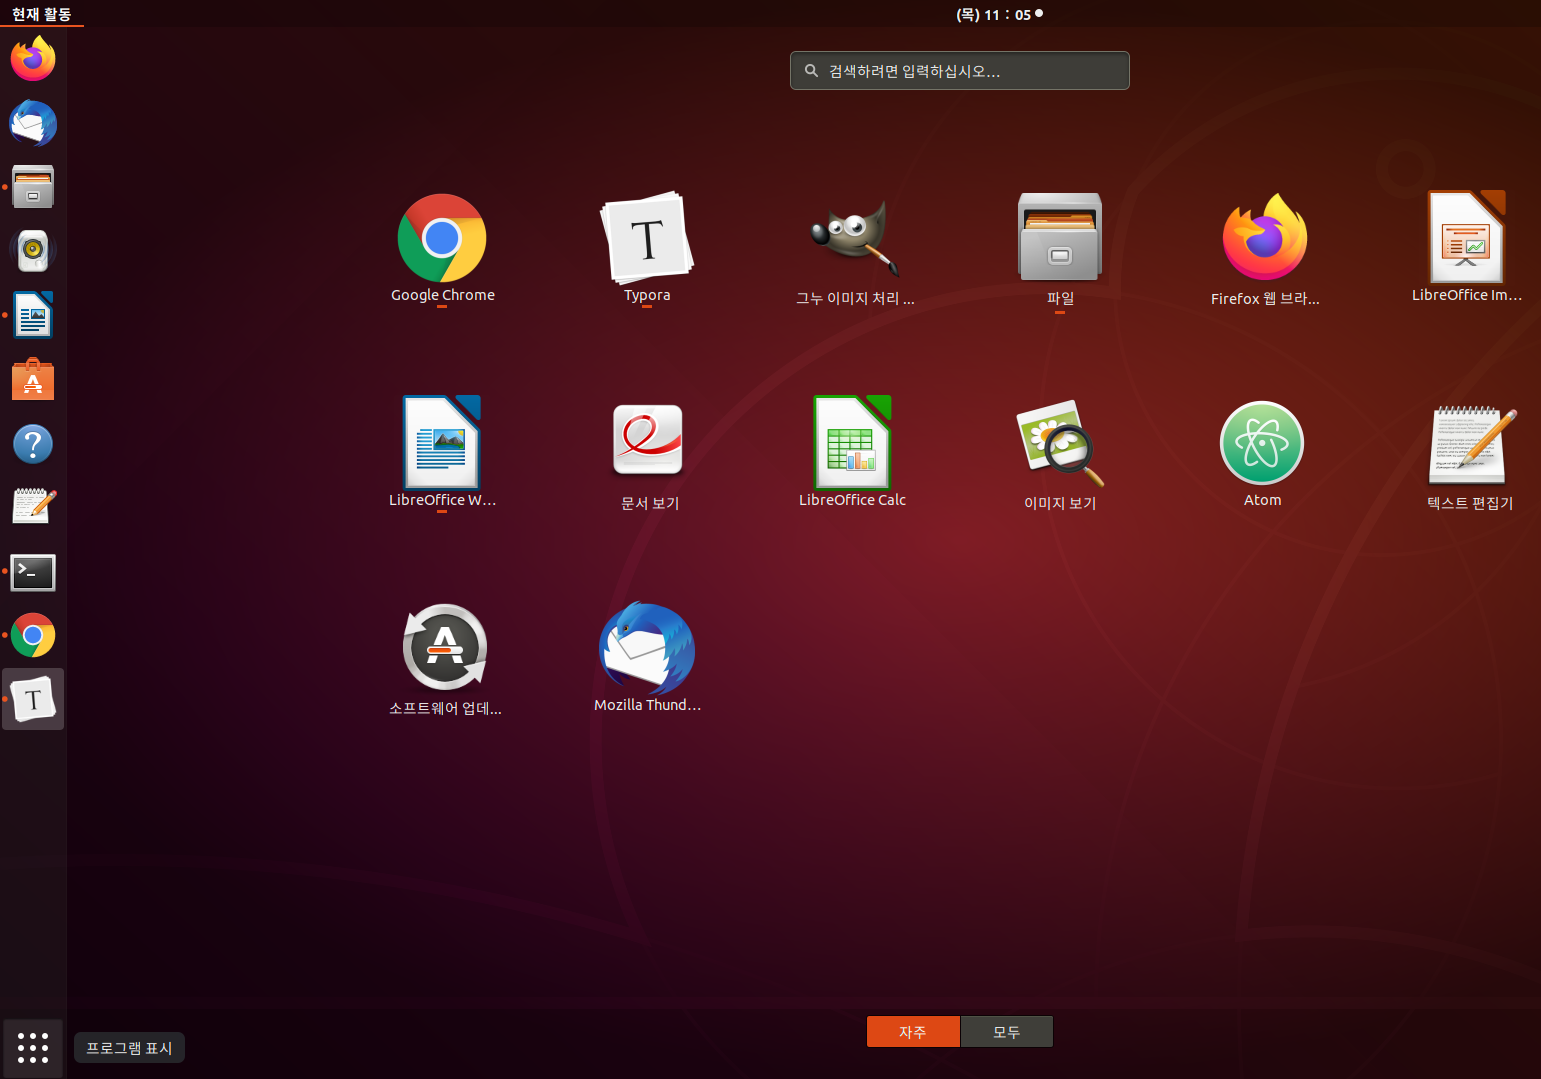 현재 활동
(목) 11 : 05
검색하려면 입력하십시오...
Google Chrome
Typora
그누 이미지 처리 ...
파일
Firefox 웹 브라...
LibreOffice Im...
LibreOffice W...
문서 보기
LibreOffice Calc
이미지 보기
Atom
텍스트 편집기
소프트웨어 업데...
Mozilla Thund...
자주
모두
프로그램 표시